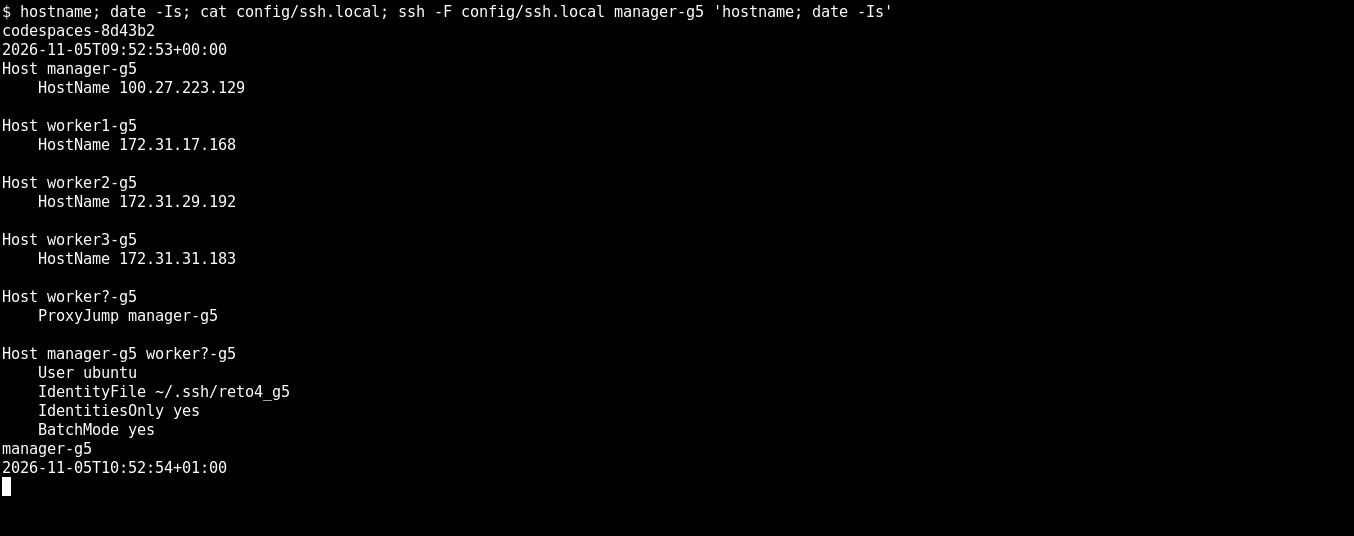 $ hostname; date -Is; cat config/ssh.local; ssh -F config/ssh.local manager-g5 'hostname; date -Is'
codespaces-8d43b2
2026-11-05T09:52:53+00:00
Host manager-g5
    HostName 100.27.223.129

Host worker1-g5
    HostName 172.31.17.168

Host worker2-g5
    HostName 172.31.29.192

Host worker3-g5
    HostName 172.31.31.183

Host worker?-g5
    ProxyJump manager-g5

Host manager-g5 worker?-g5
    User ubuntu
    IdentityFile ~/.ssh/reto4_g5
    IdentitiesOnly yes
    BatchMode yes
manager-g5
2026-11-05T10:52:54+01:00